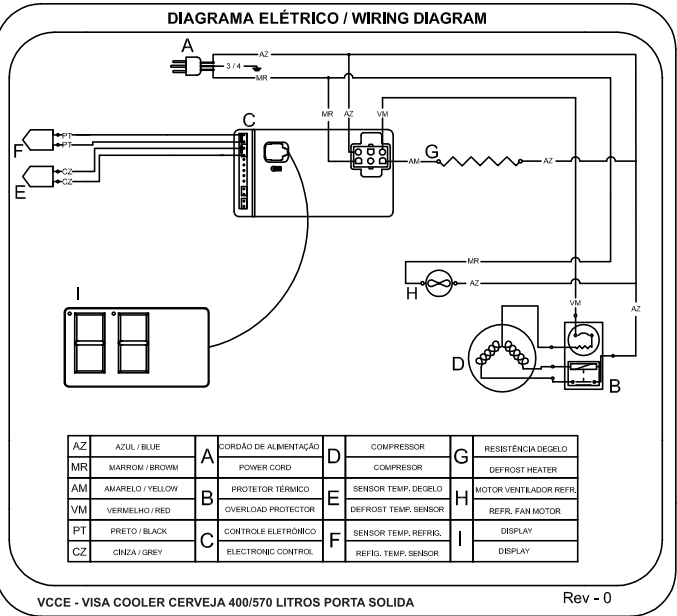 DIAGRAMA ELÉTRICO / WIRING DIAGRAM
A
AZ
3 / 4
MR
MR AZ VM
C
PT
PT
F
CZ
CZ
E
AM G AZ
MR
H AZ
I
VM AZ
D
B
AZ AZUL / BLUE A CORDÃO DE ALIMENTAÇÃO D COMPRESSOR G RESISTÊNCIA DEGELO
MR MARROM / BROWM POWER CORD COMPRESOR DEFROST HEATER
AM AMARELO / YELLOW B PROTETOR TÉRMICO E SENSOR TEMP. DEGELO H MOTOR VENTILADOR REFR.
VM VERMELHO / RED OVERLOAD PROTECTOR DEFROST TEMP. SENSOR REFR. FAN MOTOR
PT PRETO / BLACK C CONTROLE ELETRÔNICO F SENSOR TEMP. REFRIG. I DISPLAY
CZ CINZA / GREY ELECTRONIC CONTROL REFIG. TEMP. SENSOR DISPLAY
VCCE - VISA COOLER CERVEJA 400/570 LITROS PORTA SOLIDA Rev - 0